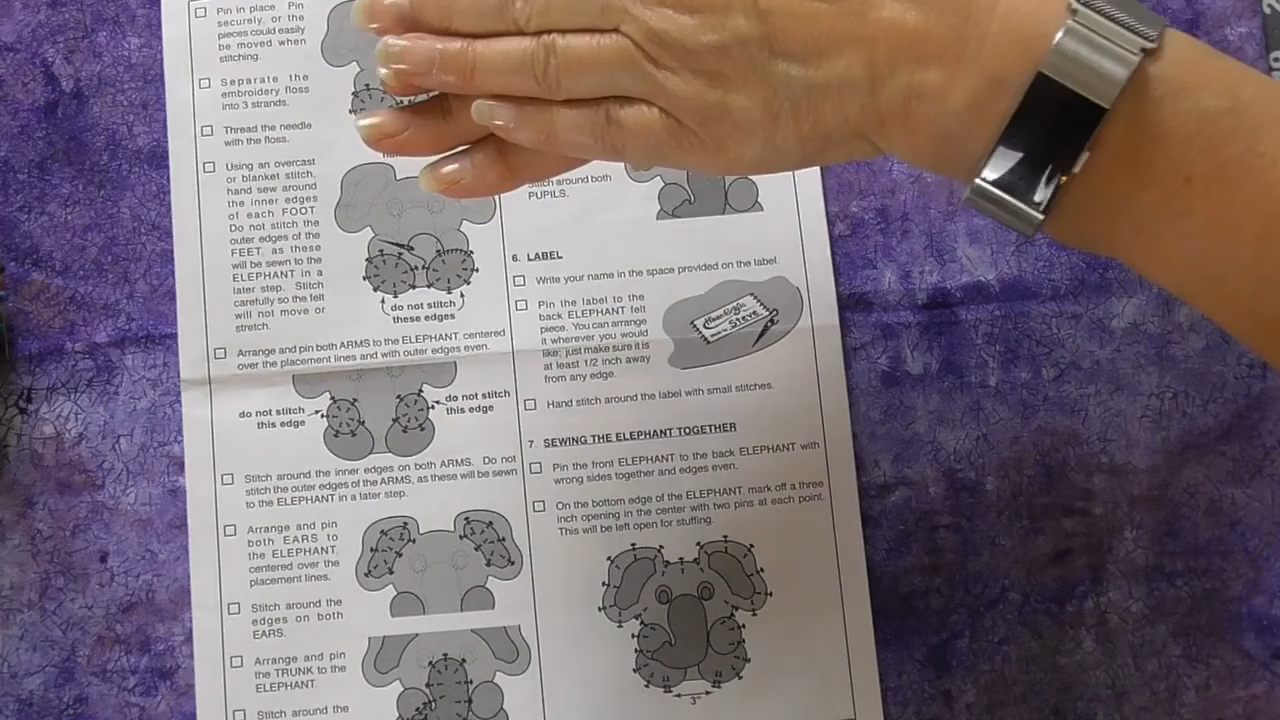 Pin in place. Pin
securely, or the
pieces could easily
be moved when
stitching.
Separate the
embroidery floss
into 3 strands.
Thread the needle
with the floss.
Using an overcast
or blanket stitch,
hand sew around
the inner edges
of each FOOT.
Do not stitch the
outer edges of the
FEET, as these
will be sewn to the
ELEPHANT in a
later step. Stitch
carefully so the felt
will not move or
stretch.
do not stitch
these edges
Arrange and pin both ARMS to the ELEPHANT, centered
over the placement lines and with outer edges even.
do not stitch
this edge
do not stitch
this edge
Stitch around the inner edges on both ARMS. Do not
stitch the outer edges of the ARMS, as these will be sewn
to the ELEPHANT in a later step.
Arrange and pin
both EARS to
the ELEPHANT,
centered over the
placement lines.
Stitch around the
edges on both
EARS.
Arrange and pin
the TRUNK to the
ELEPHANT.
Stitch around the
Stitch around both
PUPILS.
6. LABEL
Write your name in the space provided on the label.
Pin the label to the
back ELEPHANT felt
piece. You can arrange
it wherever you would
like; just make sure it is
at least 1/2 inch away
from any edge.
Steve
Hand stitch around the label with small stitches.
7. SEWING THE ELEPHANT TOGETHER
Pin the front ELEPHANT to the back ELEPHANT with
wrong sides together and edges even.
On the bottom edge of the ELEPHANT, mark off a three
inch opening in the center with two pins at each point.
This will be left open for stuffing.
3"